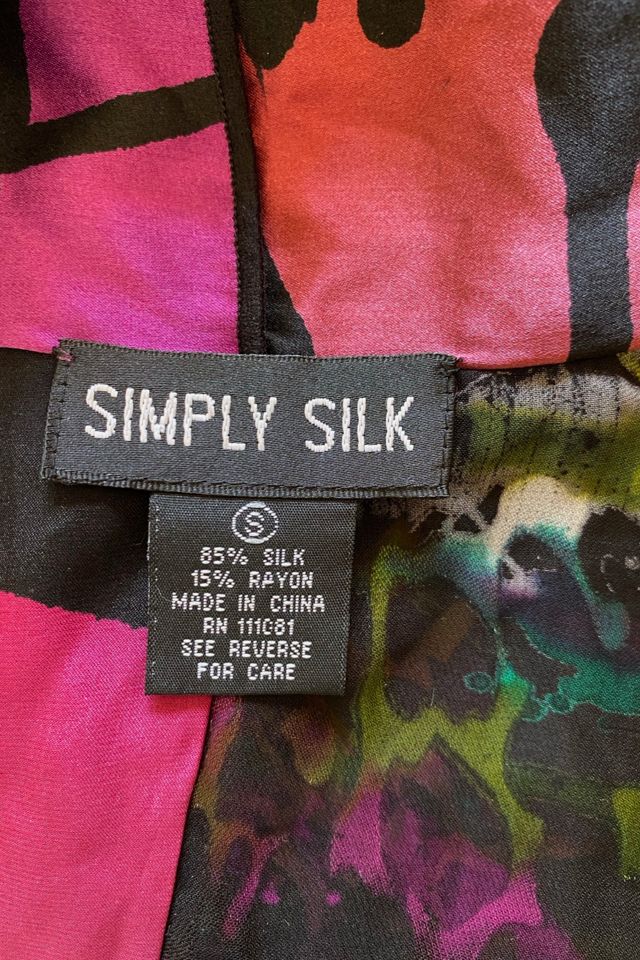 SIMPLY SILK
S
85% SILK
15% RAYON
MADE IN CHINA
RN 111081
SEE REVERSE
FOR CARE